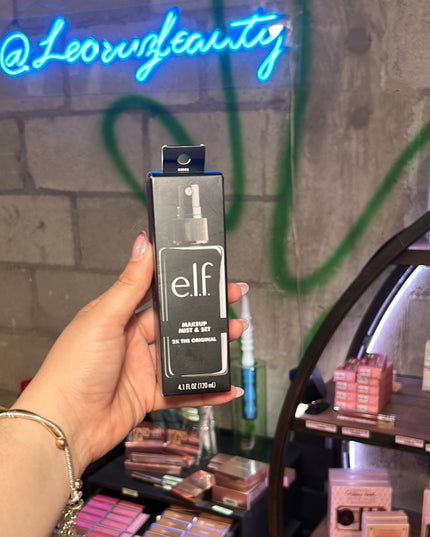 @Leoruzbeauty
e.l.f.
MAKEUP
MIST & SET
2X THE ORIGINAL
4.1 FL OZ (120 mL)